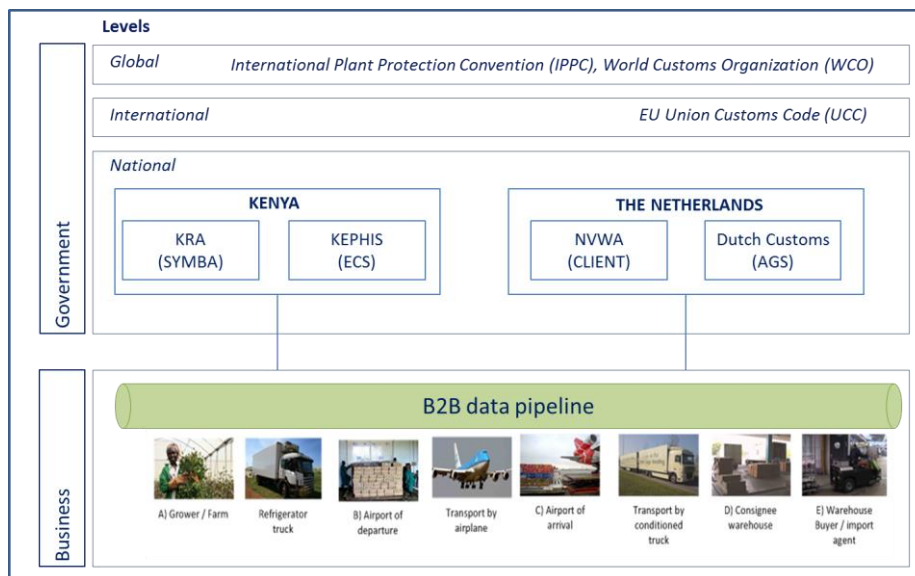 Levels
Government
Global
International Plant Protection Convention (IPPC), World Customs Organization (WCO)
International
EU Union Customs Code (UCC)
National
KENYA
KRA
(SYMBA)
KEPHIS
(ECS)
THE NETHERLANDS
NVWA
(CLIENT)
Dutch Customs
(AGS)
Business
B2B data pipeline
A) Grower / Farm
Refrigerator
truck
B) Airport of
departure
Transport by
airplane
C) Airport of
arrival
Transport by
conditioned
truck
D) Consignee
warehouse
E) Warehouse
Buyer / import
agent